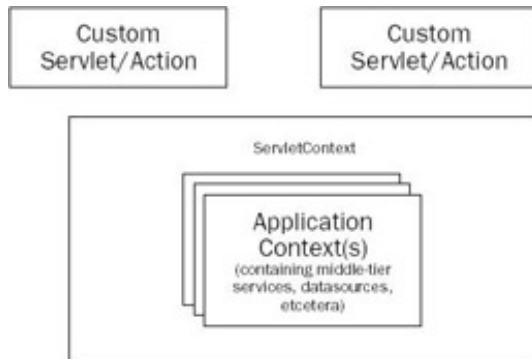 Custom
Servlet/Action
Custom
Servlet/Action
ServletContext
Application
Context(s)
(containing middle-tier
services, datasources,
etcetera)